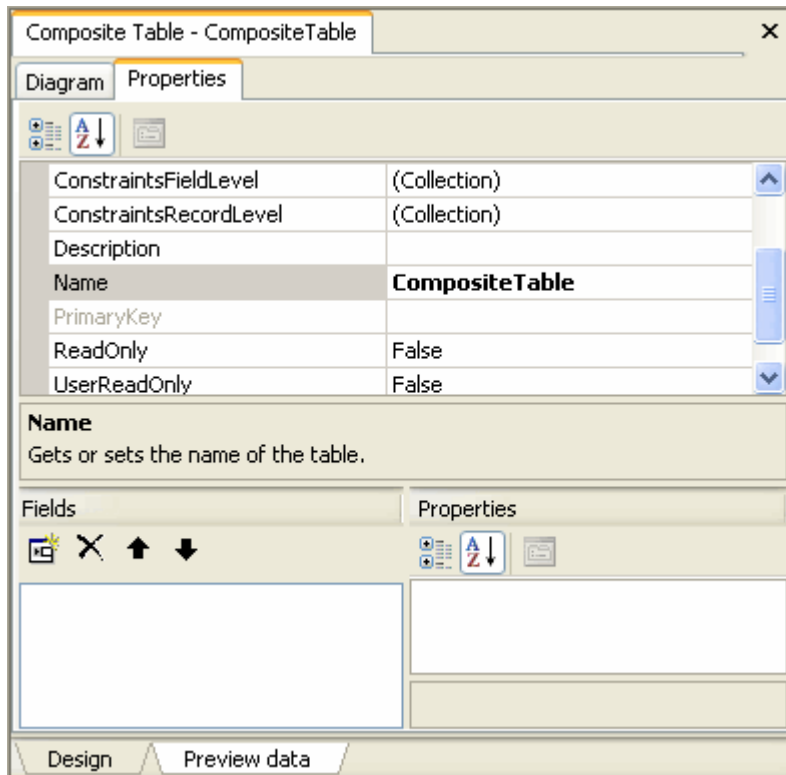 Composite Table - CompositeTable
Diagram Properties
ConstraintsFieldLevel (Collection)
ConstraintsRecordLevel (Collection)
Description
Name CompositeTable
PrimaryKey
ReadOnly False
UserReadOnly False
Name
Gets or sets the name of the table.
Fields Properties
Design Preview data